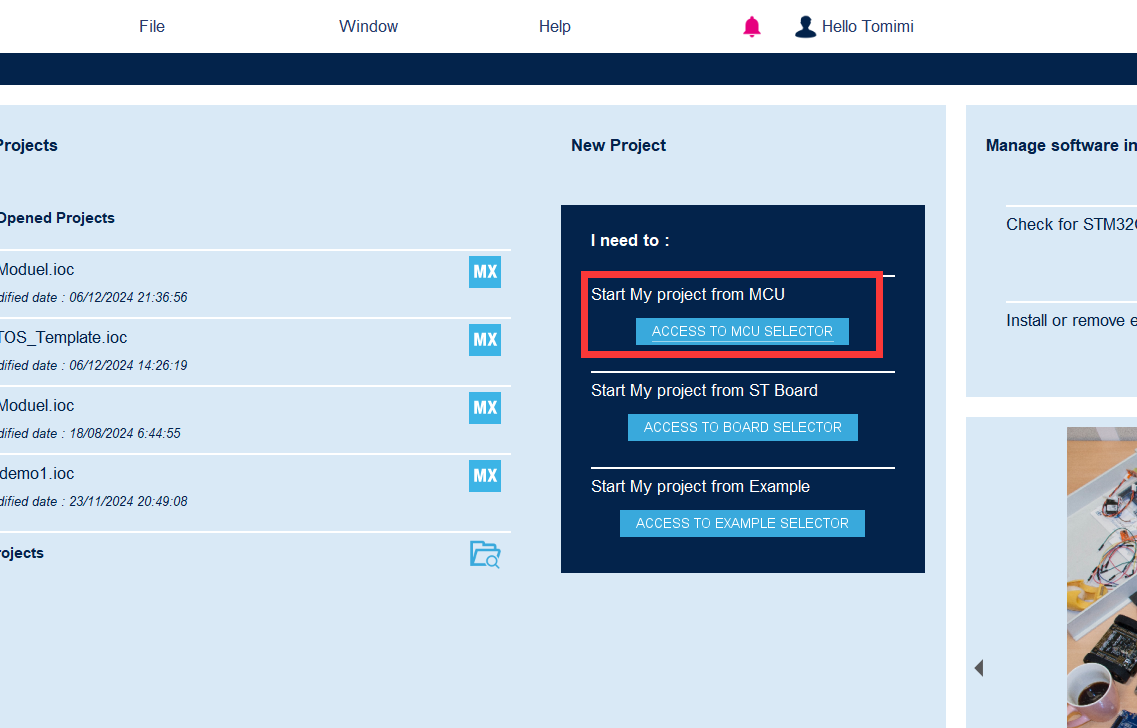 File Window Help Hello Tomimi
Projects
Opened Projects
Moduel.ioc
MX
dified date : 06/12/2024 21:36:56
TOS_Template.ioc
MX
dified date : 06/12/2024 14:26:19
Moduel.ioc
MX
dified date : 18/08/2024 6:44:55
demo1.ioc
MX
dified date : 23/11/2024 20:49:08
rojects
New Project
I need to :
Start My project from MCU
ACCESS TO MCU SELECTOR
Start My project from ST Board
ACCESS TO BOARD SELECTOR
Start My project from Example
ACCESS TO EXAMPLE SELECTOR
Manage software in
Check for STM32C
Install or remove e